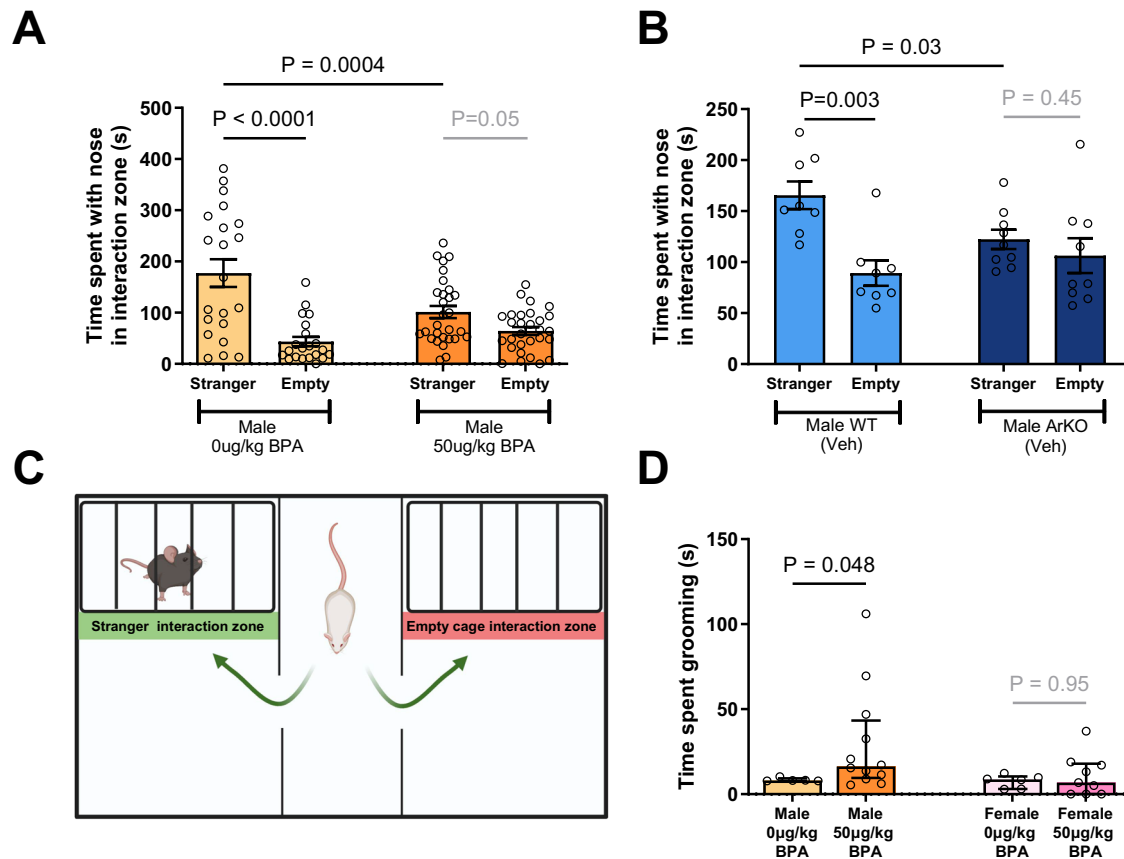 A
P = 0.0004
P < 0.0001
P=0.05
Time spent with nose
in interaction zone (s)
500
400
300
200
100
0
Stranger
Empty
Stranger
Empty
Male
0ug/kg BPA
Male
50ug/kg BPA
B
P = 0.03
P=0.003
P = 0.45
Time spent with nose
in interaction zone (s)
250
200
150
100
50
0
Stranger
Empty
Stranger
Empty
Male WT
(Veh)
Male ArKO
(Veh)
C
Stranger interaction zone
Empty cage interaction zone
D
P = 0.048
P = 0.95
Time spent grooming (s)
150
100
50
0
Male
0µg/kg
BPA
Male
50µg/kg
BPA
Female
0µg/kg
BPA
Female
50µg/kg
BPA